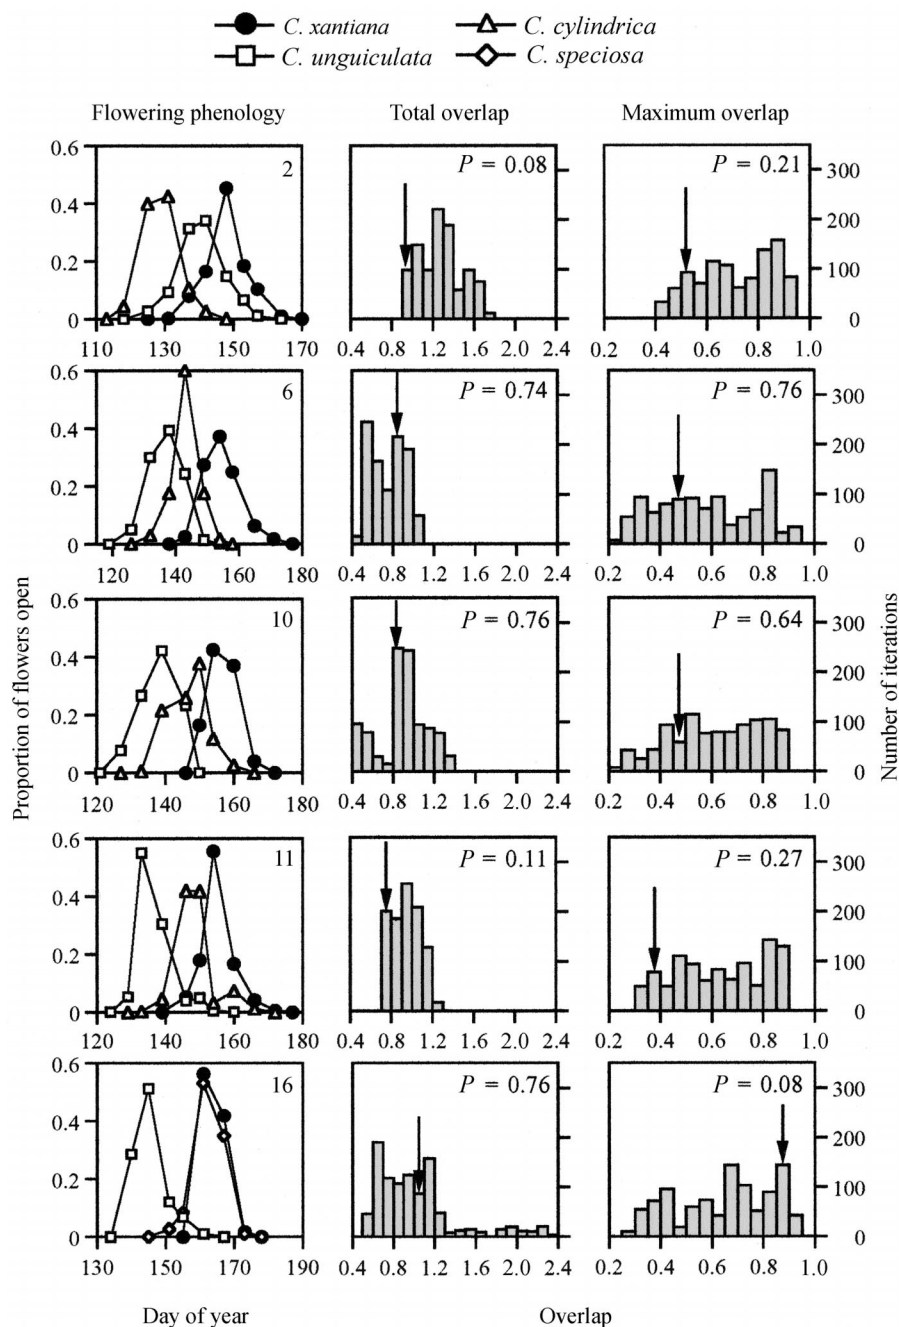 C. xantiana
C. cylindrica
C. unguiculata
C. speciosa
Flowering phenology
Total overlap
Maximum overlap
0.6
0.4
0.2
0
2
110 130 150 170
P = 0.08
0.4 0.8 1.2 1.6 2.0 2.4
P = 0.21
300
200
100
0
0.2 0.4 0.6 0.8 1.0
0.6
0.4
0.2
0
6
120 140 160 180
P = 0.74
0.4 0.8 1.2 1.6 2.0 2.4
P = 0.76
300
200
100
0
0.2 0.4 0.6 0.8 1.0
Proportion of flowers open
0.6
0.4
0.2
0
10
120 140 160 180
P = 0.76
0.4 0.8 1.2 1.6 2.0 2.4
P = 0.64
300
200
100
0
0.2 0.4 0.6 0.8 1.0
Number of iterations
0.6
0.4
0.2
0
11
120 140 160 180
P = 0.11
0.4 0.8 1.2 1.6 2.0 2.4
P = 0.27
300
200
100
0
0.2 0.4 0.6 0.8 1.0
0.6
0.4
0.2
0
16
130 150 170 190
P = 0.76
0.4 0.8 1.2 1.6 2.0 2.4
P = 0.08
300
200
100
0
0.2 0.4 0.6 0.8 1.0
Day of year
Overlap